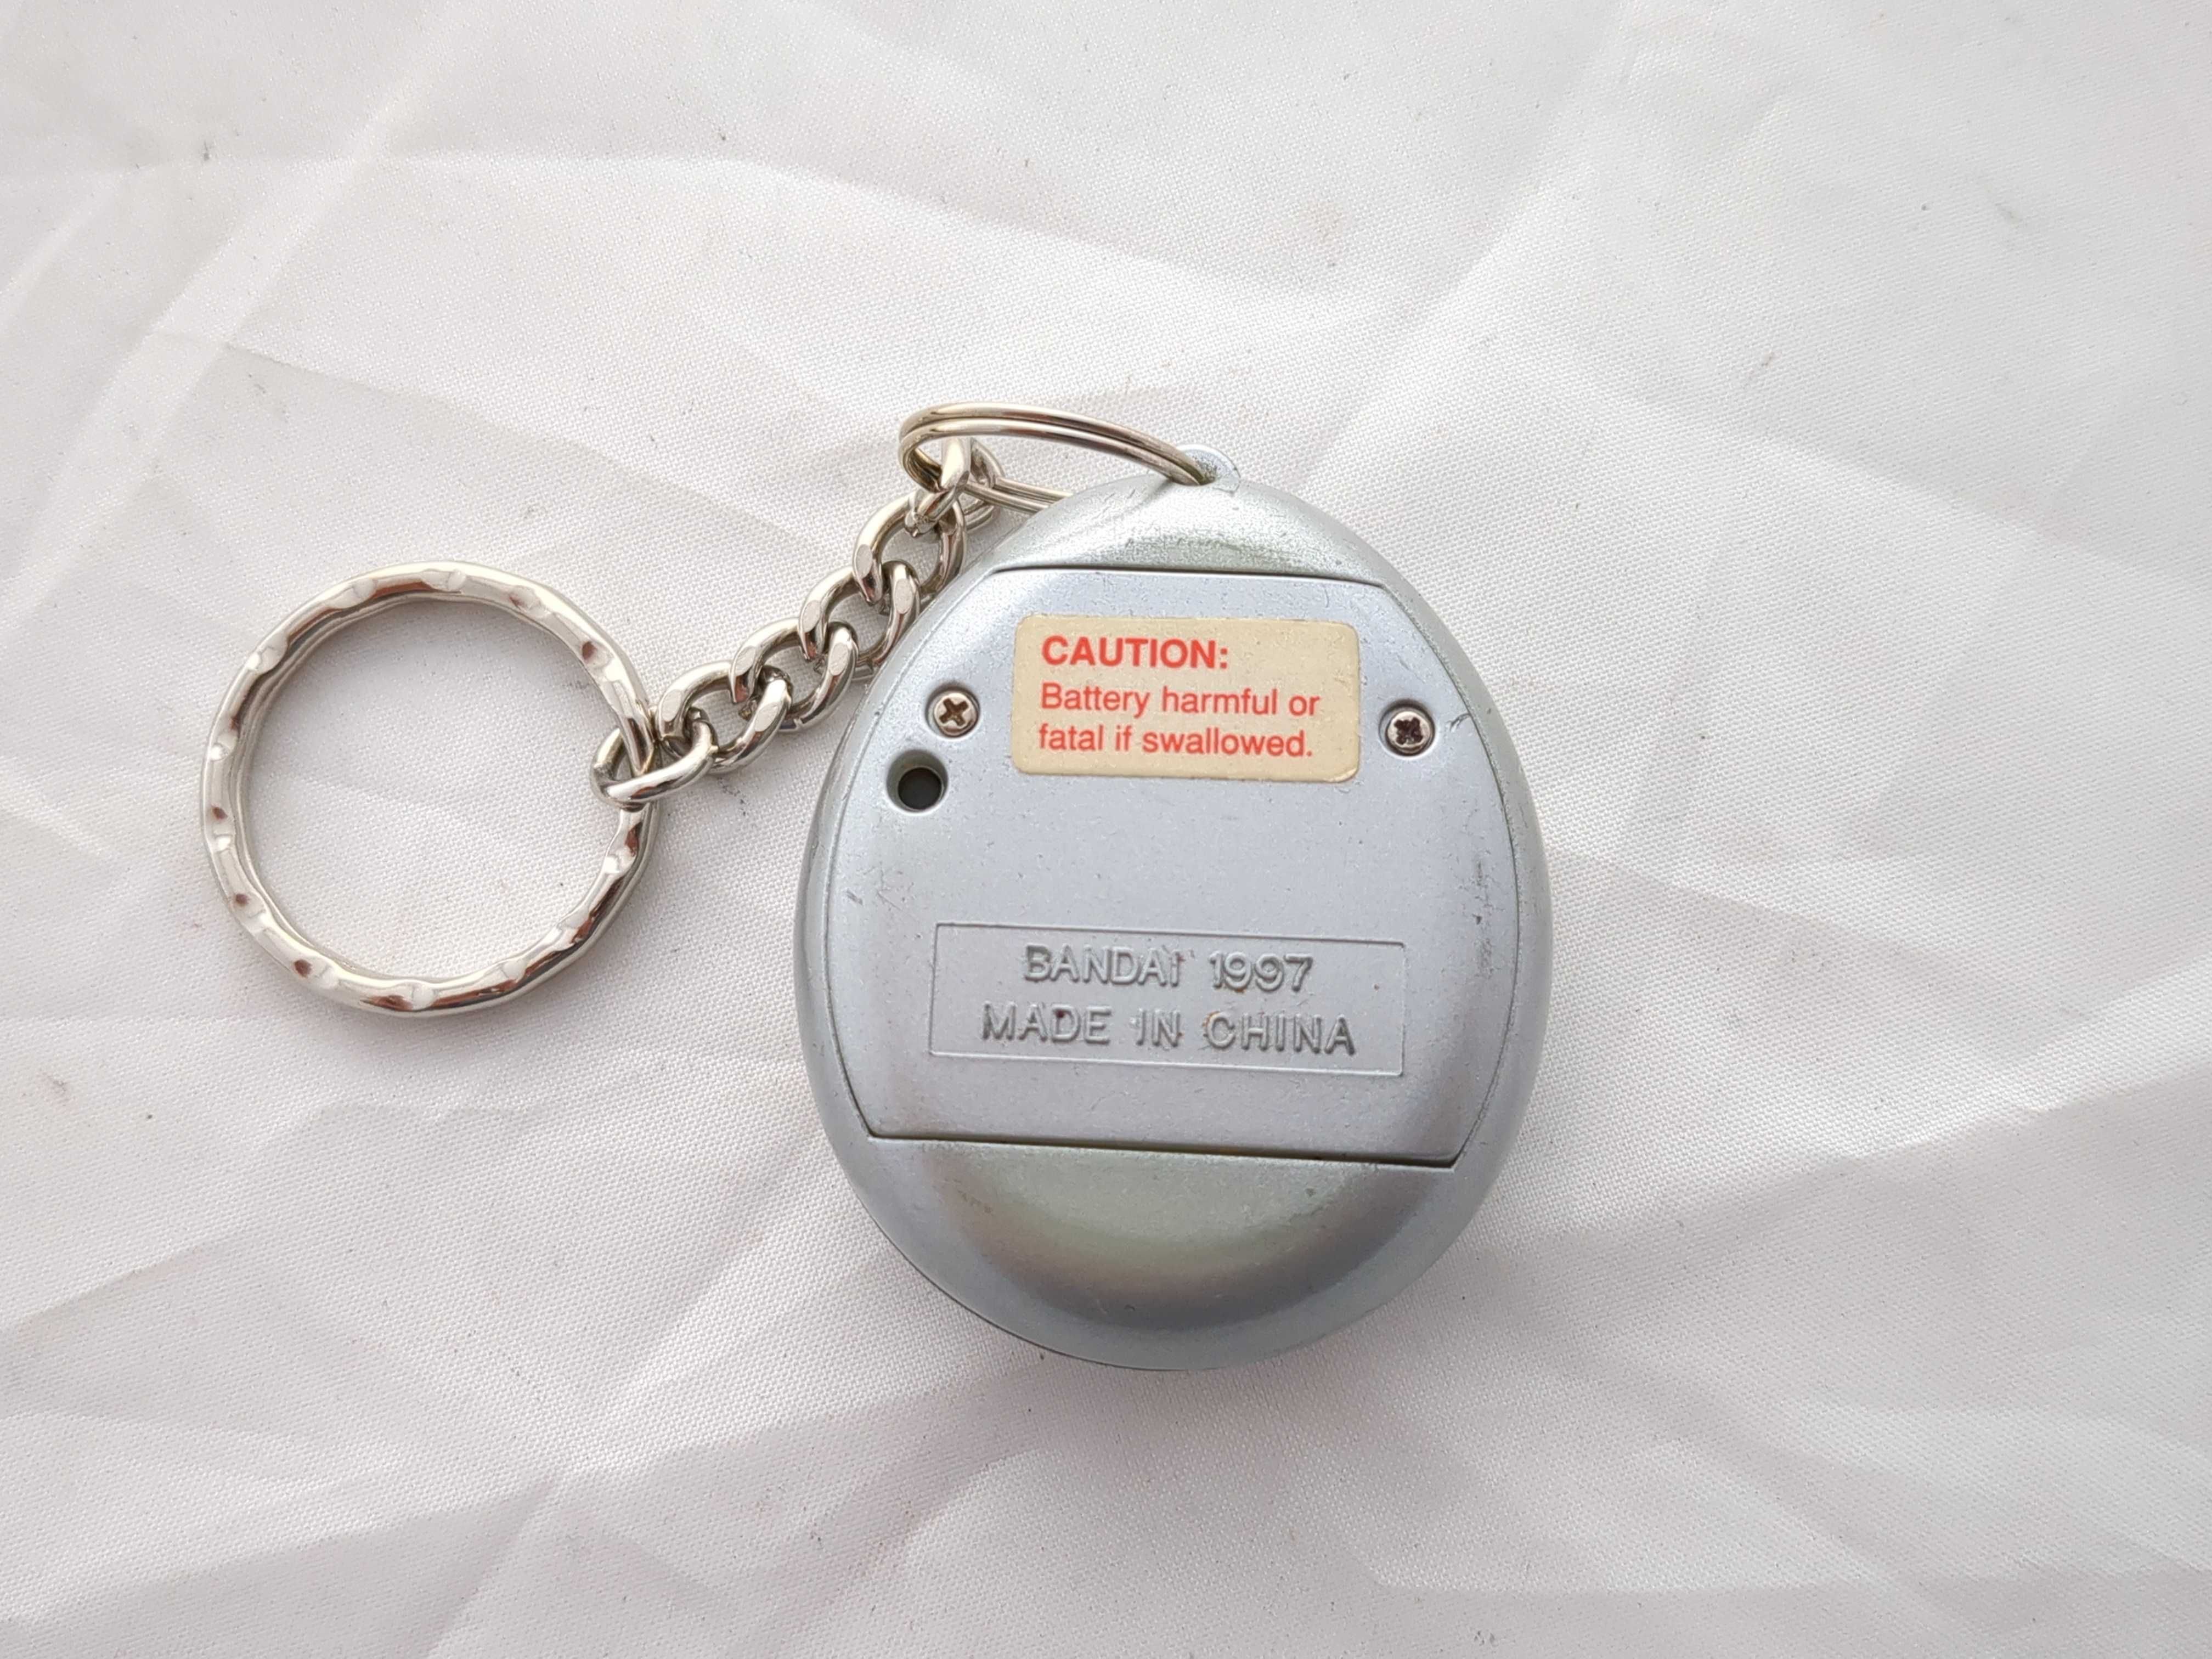 CAUTION:
Battery harmful or
fatal if swallowed.
BANDAI 1997
MADE IN CHINA